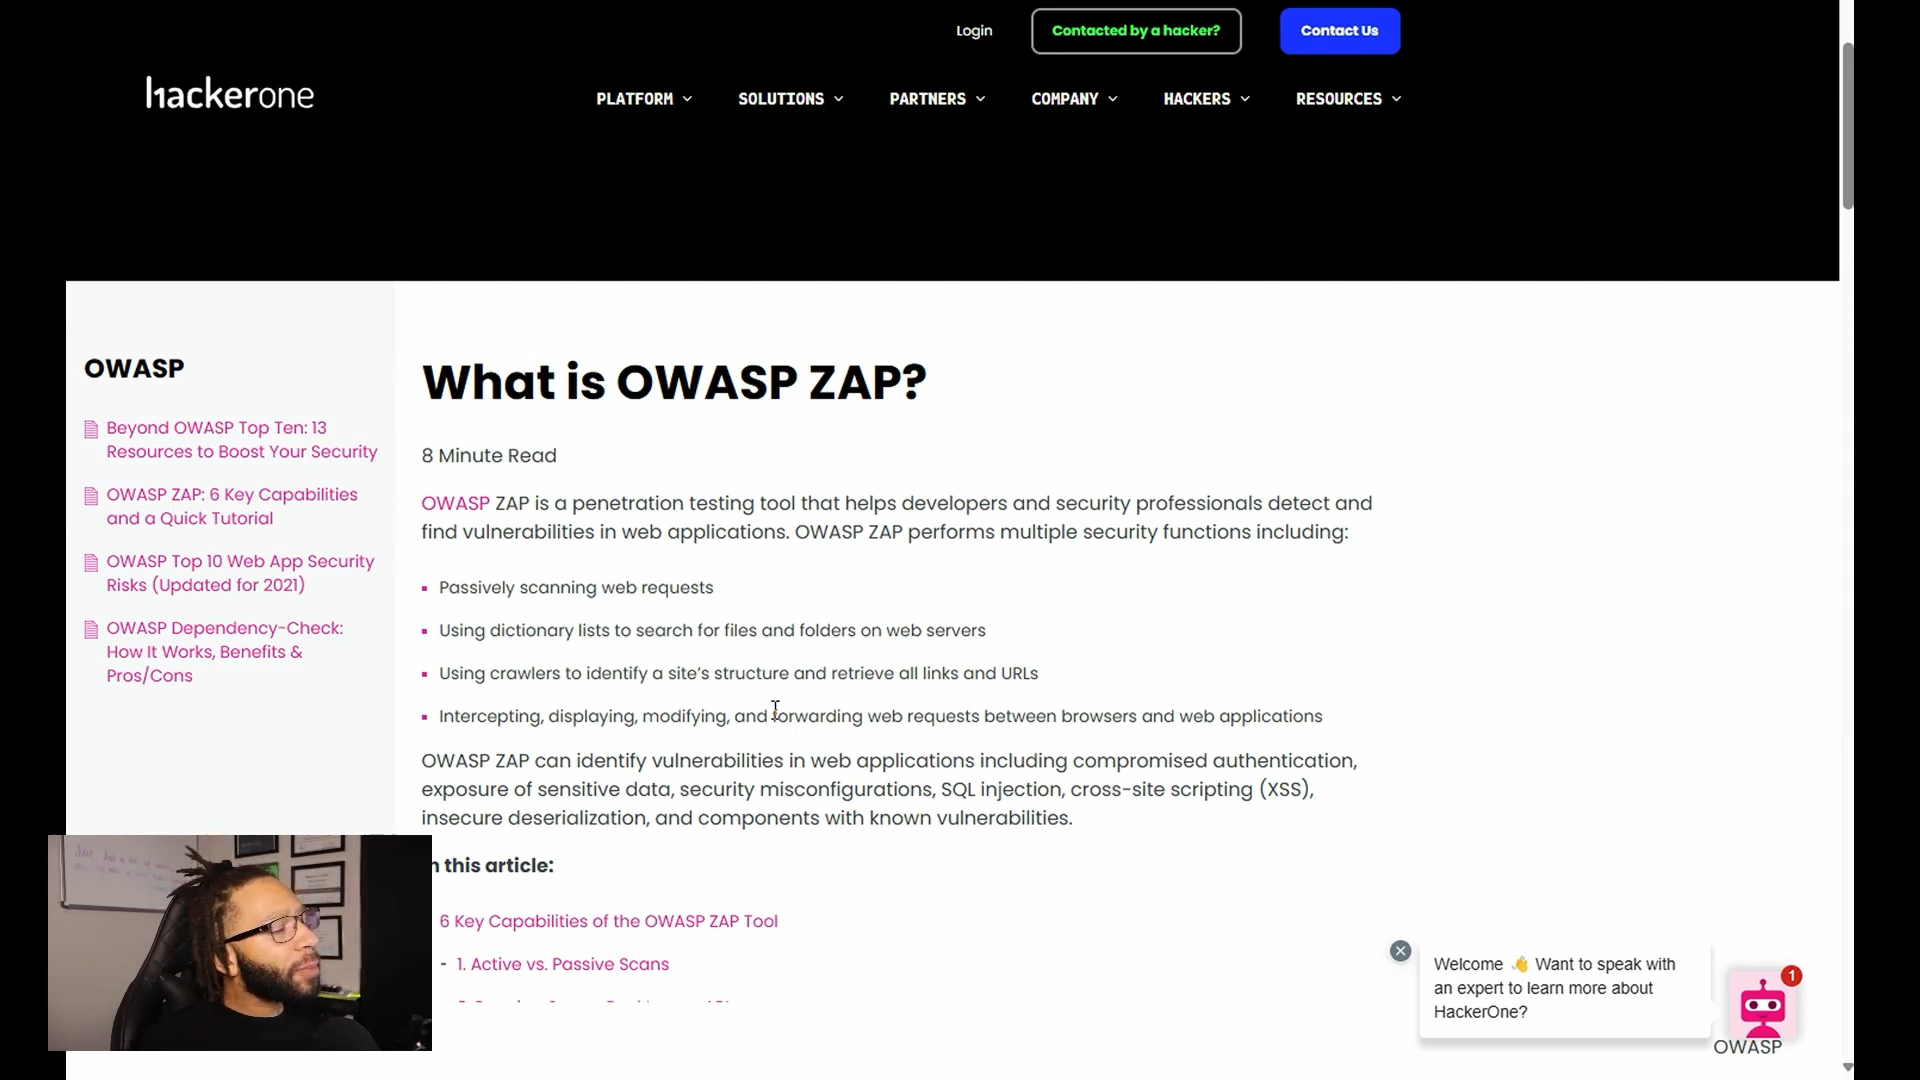 Login
Contacted by a hacker?
Contact Us
hackerone
PLATFORM
SOLUTIONS
PARTNERS
COMPANY
HACKERS
RESOURCES
OWASP
Beyond OWASP Top Ten: 13
Resources to Boost Your Security
OWASP ZAP: 6 Key Capabilities
and a Quick Tutorial
OWASP Top 10 Web App Security
Risks (Updated for 2021)
OWASP Dependency-Check:
How It Works, Benefits &
Pros/Cons
What is OWASP ZAP?
8 Minute Read
OWASP ZAP is a penetration testing tool that helps developers and security professionals detect and
find vulnerabilities in web applications. OWASP ZAP performs multiple security functions including:
Passively scanning web requests
Using dictionary lists to search for files and folders on web servers
Using crawlers to identify a site's structure and retrieve all links and URLs
Intercepting, displaying, modifying, and forwarding web requests between browsers and web applications
OWASP ZAP can identify vulnerabilities in web applications including compromised authentication,
exposure of sensitive data, security misconfigurations, SQL injection, cross-site scripting (XSS),
insecure deserialization, and components with known vulnerabilities.
n this article:
6 Key Capabilities of the OWASP ZAP Tool
- 1. Active vs. Passive Scans
Welcome 👋 Want to speak with
an expert to learn more about
HackerOne?
1
OWASP